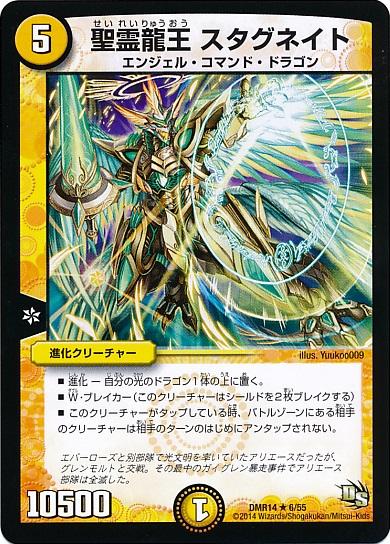 5
せいれいりゅうおう
聖霊龍王 スタグネイト
エンジェル・コマンド・ドラゴン
進化クリーチャー
illus. Yuukoo009
■ 進化－自分の光のドラゴン1体の上に置く。
■ W・ブレイカー(このクリーチャーはシールドを2枚ブレイクする)
■ このクリーチャーがタップしている時、バトルゾーンにある相手
のクリーチャーは相手のターンのはじめにアンタップされない。
エバーローズと別部隊で光文明を率いていたアリエースだったが、
グレンモルトと交戦。その最中のガイグレン暴走事件でアリエース
部隊は全滅した。
10500
1
DMR14 ★ 6/55
©2014 Wizards/Shogakukan/Mitsui-Kids
DS